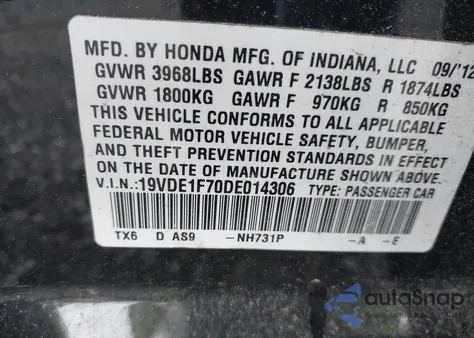 MFD. BY HONDA MFG. OF INDIANA, LLC 09/'12
GVWR 3968LBS GAWR F 2138LBS R 1874LBS
GVWR 1800KG GAWR F 970KG R 850KG
THIS VEHICLE CONFORMS TO ALL APPLICABLE
FEDERAL MOTOR VEHICLE SAFETY, BUMPER,
AND THEFT PREVENTION STANDARDS IN EFFECT
ON THE DATE OF MANUFACTURE SHOWN ABOVE.
V.I.N.:19VDE1F70DE014306 TYPE: PASSENGER CAR
TX6 D AS9 -NH731P -A -E
autosnap